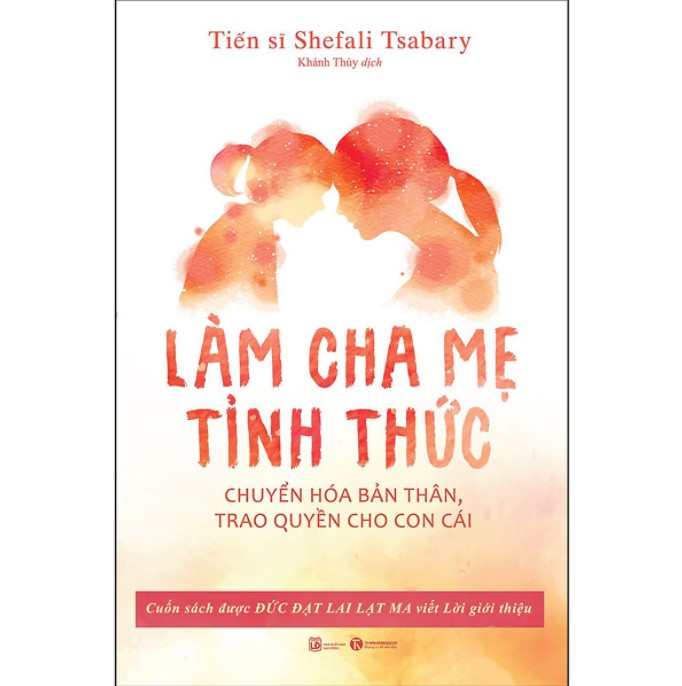 Tiến sĩ Shefali Tsabary
Khánh Thủy dịch
LÀM CHA MẸ
TỈNH THỨC
CHUYỂN HÓA BẢN THÂN,
TRAO QUYỀN CHO CON CÁI
Cuốn sách được ĐỨC ĐẠT LAI LẠT MA viết Lời giới thiệu